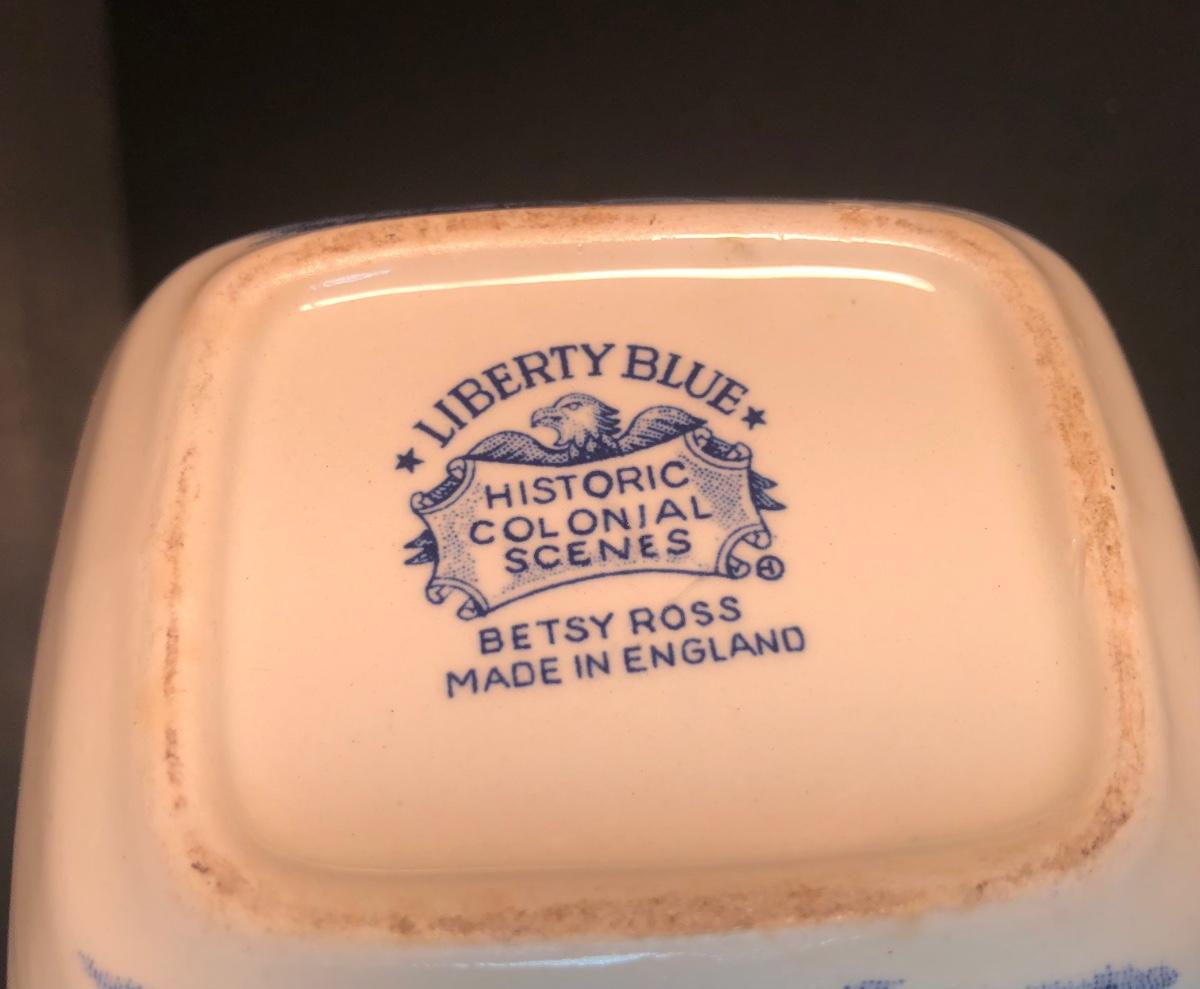 LIBERTY BLUE
HISTORIC
COLONIAL
SCENES
BETSY ROSS
MADE IN ENGLAND